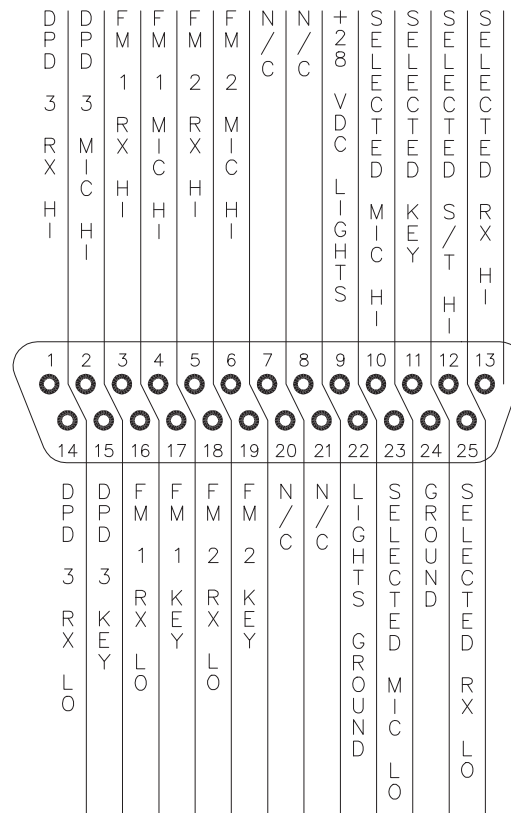 DPD 3 RX HI
DPD 3 MIC HI
FM 1 RX HI
FM 1 MIC HI
FM 2 RX HI
FM 2 MIC HI
N/C
N/C
+28 VDC LIGHTS
SELECTED MIC HI
SELECTED KEY
SELECTED S/T HI
SELECTED RX HI
1 2 3 4 5 6 7 8 9 10 11 12 13
14 15 16 17 18 19 20 21 22 23 24 25
DPD 3 RX LO
DPD 3 KEY
FM 1 RX LO
FM 1 KEY
FM 2 RX LO
FM 2 KEY
N/C
N/C
LIGHTS GROUND
SELECTED MIC LO
GROUND
SELECTED RX LO